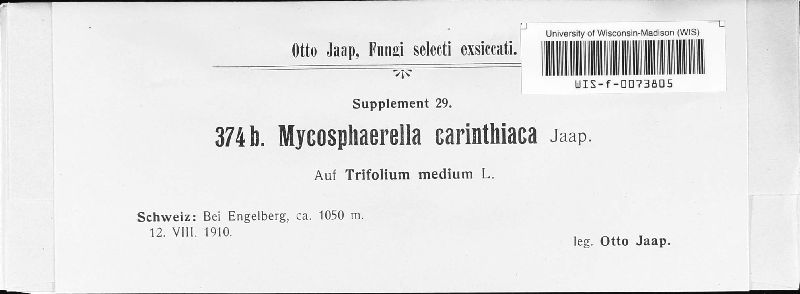 University of Wisconsin-Madison (WIS)
WIS-f-0073805
Otto Jaap, Fungi selecti exsiccati.
Supplement 29.
374 b. Mycosphaerella carinthiaca Jaap.
Auf Trifolium medium L.
Schweiz: Bei Engelberg, ca. 1050 m.
12. VIII. 1910.
leg. Otto Jaap.